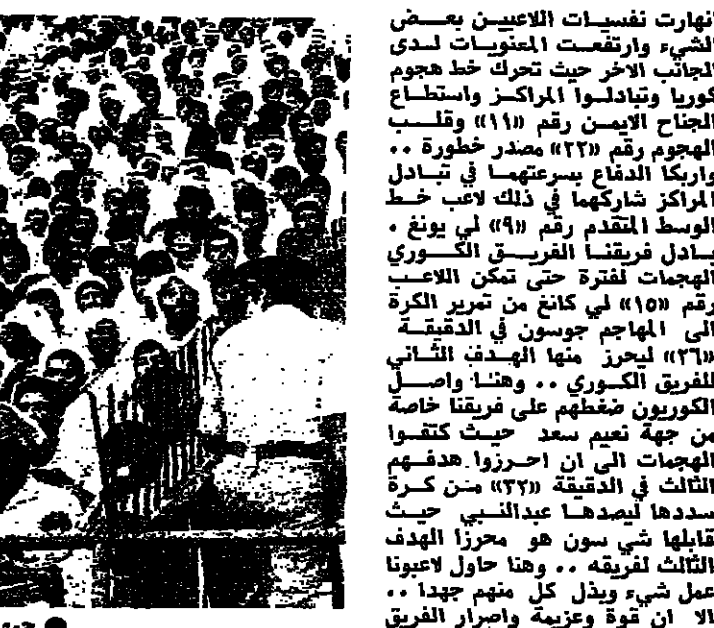 انهارت نفسيات اللاعبين بعض
الشيء وارتفعت المعنويات لدى
الجانب الاخر حيث تحرك خط هجوم
كوريا وتبادلوا المراكز واستطاع
الجناح الايمن رقم «١١» وقلب
الهجوم رقم «٢٢» مصدر خطورة ..
واربكا الدفاع بسرعتهما في تبادل
المراكز شاركهما في ذلك لاعب خط
الوسط المتقدم رقم «٩» لي يونغ .
بادل فريقنا الفريق الكوري
الهجمات لفترة حتى تمكن اللاعب
رقم «١٥» لي كانغ من تمرير الكرة
الى المهاجم جوسون في الدقيقة
«٢٦» ليحرز منها الهدف الثاني
للفريق الكوري .. وهنا واصل
الكوريون ضغطهم على فريقنا خاصة
من جهة نعيم سعد حيث كثفوا
الهجمات الى ان احرزوا هدفهم
الثالث في الدقيقة «٣٢» من كرة
سددها ليصدها عبدالنبي حيث
قابلها شي سون هو محرزا الهدف
الثالث لفريقه .. وهنا حاول لاعبونا
عمل شيء وبذل كل منهم جهدا ..
الا ان قوة وعزيمة واصرار الفريق